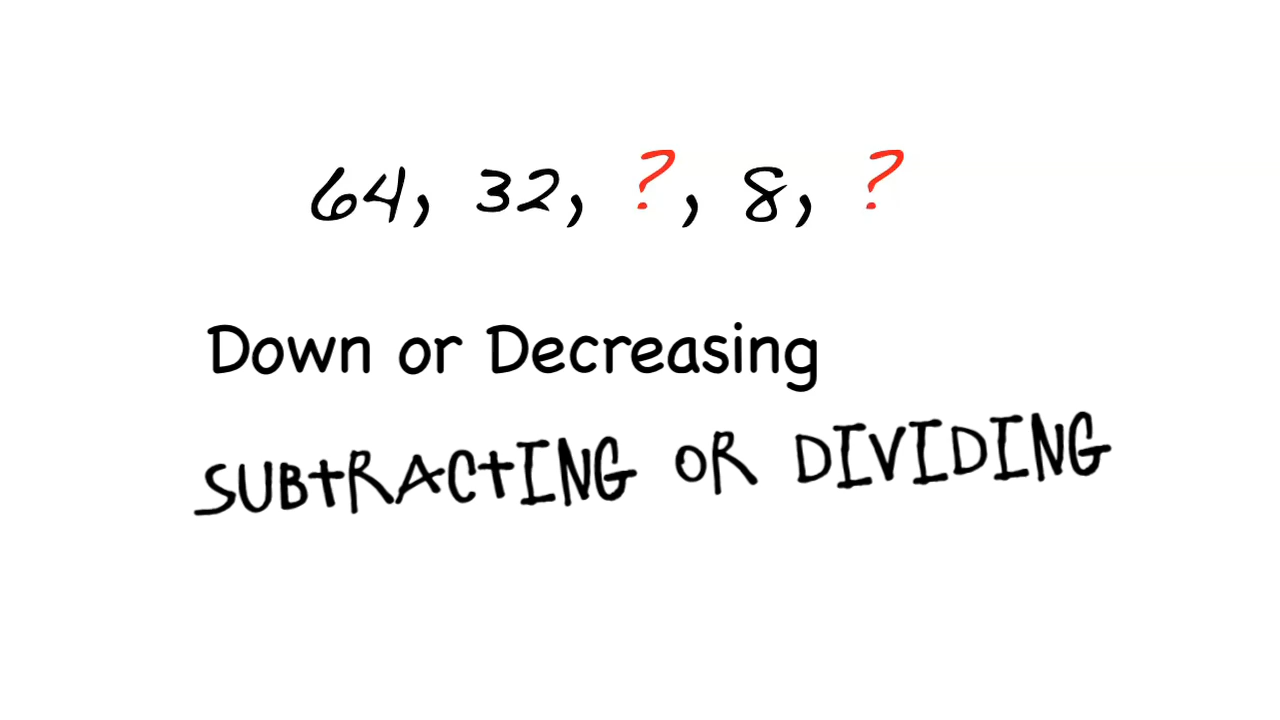 64, 32, ?, 8, ?
Down or Decreasing
SUBTRACTING OR DIVIDING